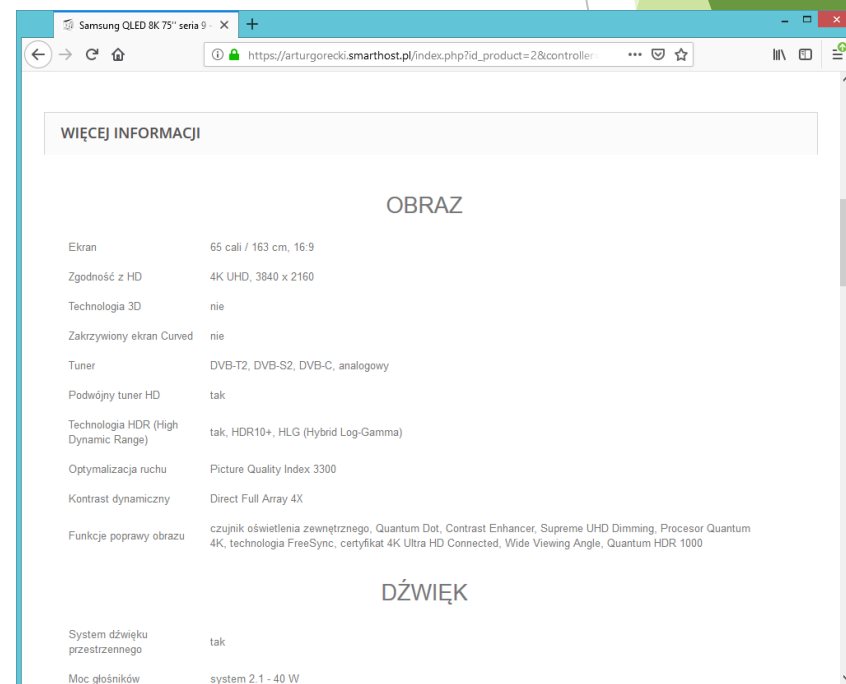 Samsung QLED 8K 75'' seria 9 -
https://arturgorecki.smarthost.pl/index.php?id_product=2&controller=
WIĘCEJ INFORMACJI
OBRAZ
Ekran 65 cali / 163 cm, 16:9
Zgodność z HD 4K UHD, 3840 x 2160
Technologia 3D nie
Zakrzywiony ekran Curved nie
Tuner DVB-T2, DVB-S2, DVB-C, analogowy
Podwójny tuner HD tak
Technologia HDR (High
Dynamic Range) tak, HDR10+, HLG (Hybrid Log-Gamma)
Optymalizacja ruchu Picture Quality Index 3300
Kontrast dynamiczny Direct Full Array 4X
Funkcje poprawy obrazu czujnik oświetlenia zewnętrznego, Quantum Dot, Contrast Enhancer, Supreme UHD Dimming, Procesor Quantum
4K, technologia FreeSync, certyfikat 4K Ultra HD Connected, Wide Viewing Angle, Quantum HDR 1000
DŹWIĘK
System dźwięku
przestrzennego tak
Moc głośników system 2.1 - 40 W